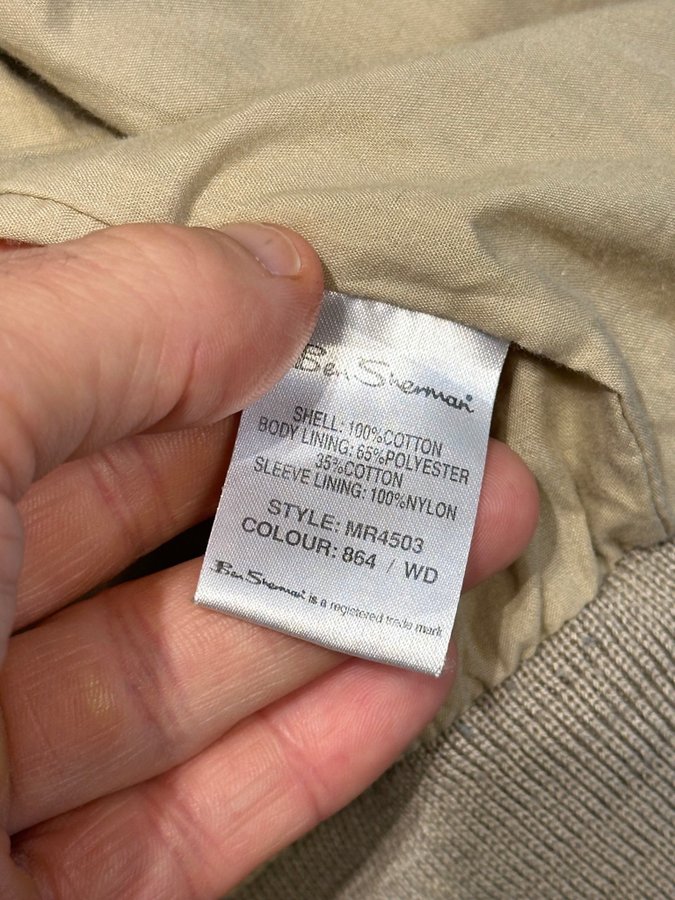 Ben Sherman
SHELL: 100%COTTON
BODY LINING: 65%POLYESTER
35%COTTON
SLEEVE LINING: 100%NYLON
STYLE: MR4503
COLOUR: 864 / WD
Ben Sherman is a registered trade mark